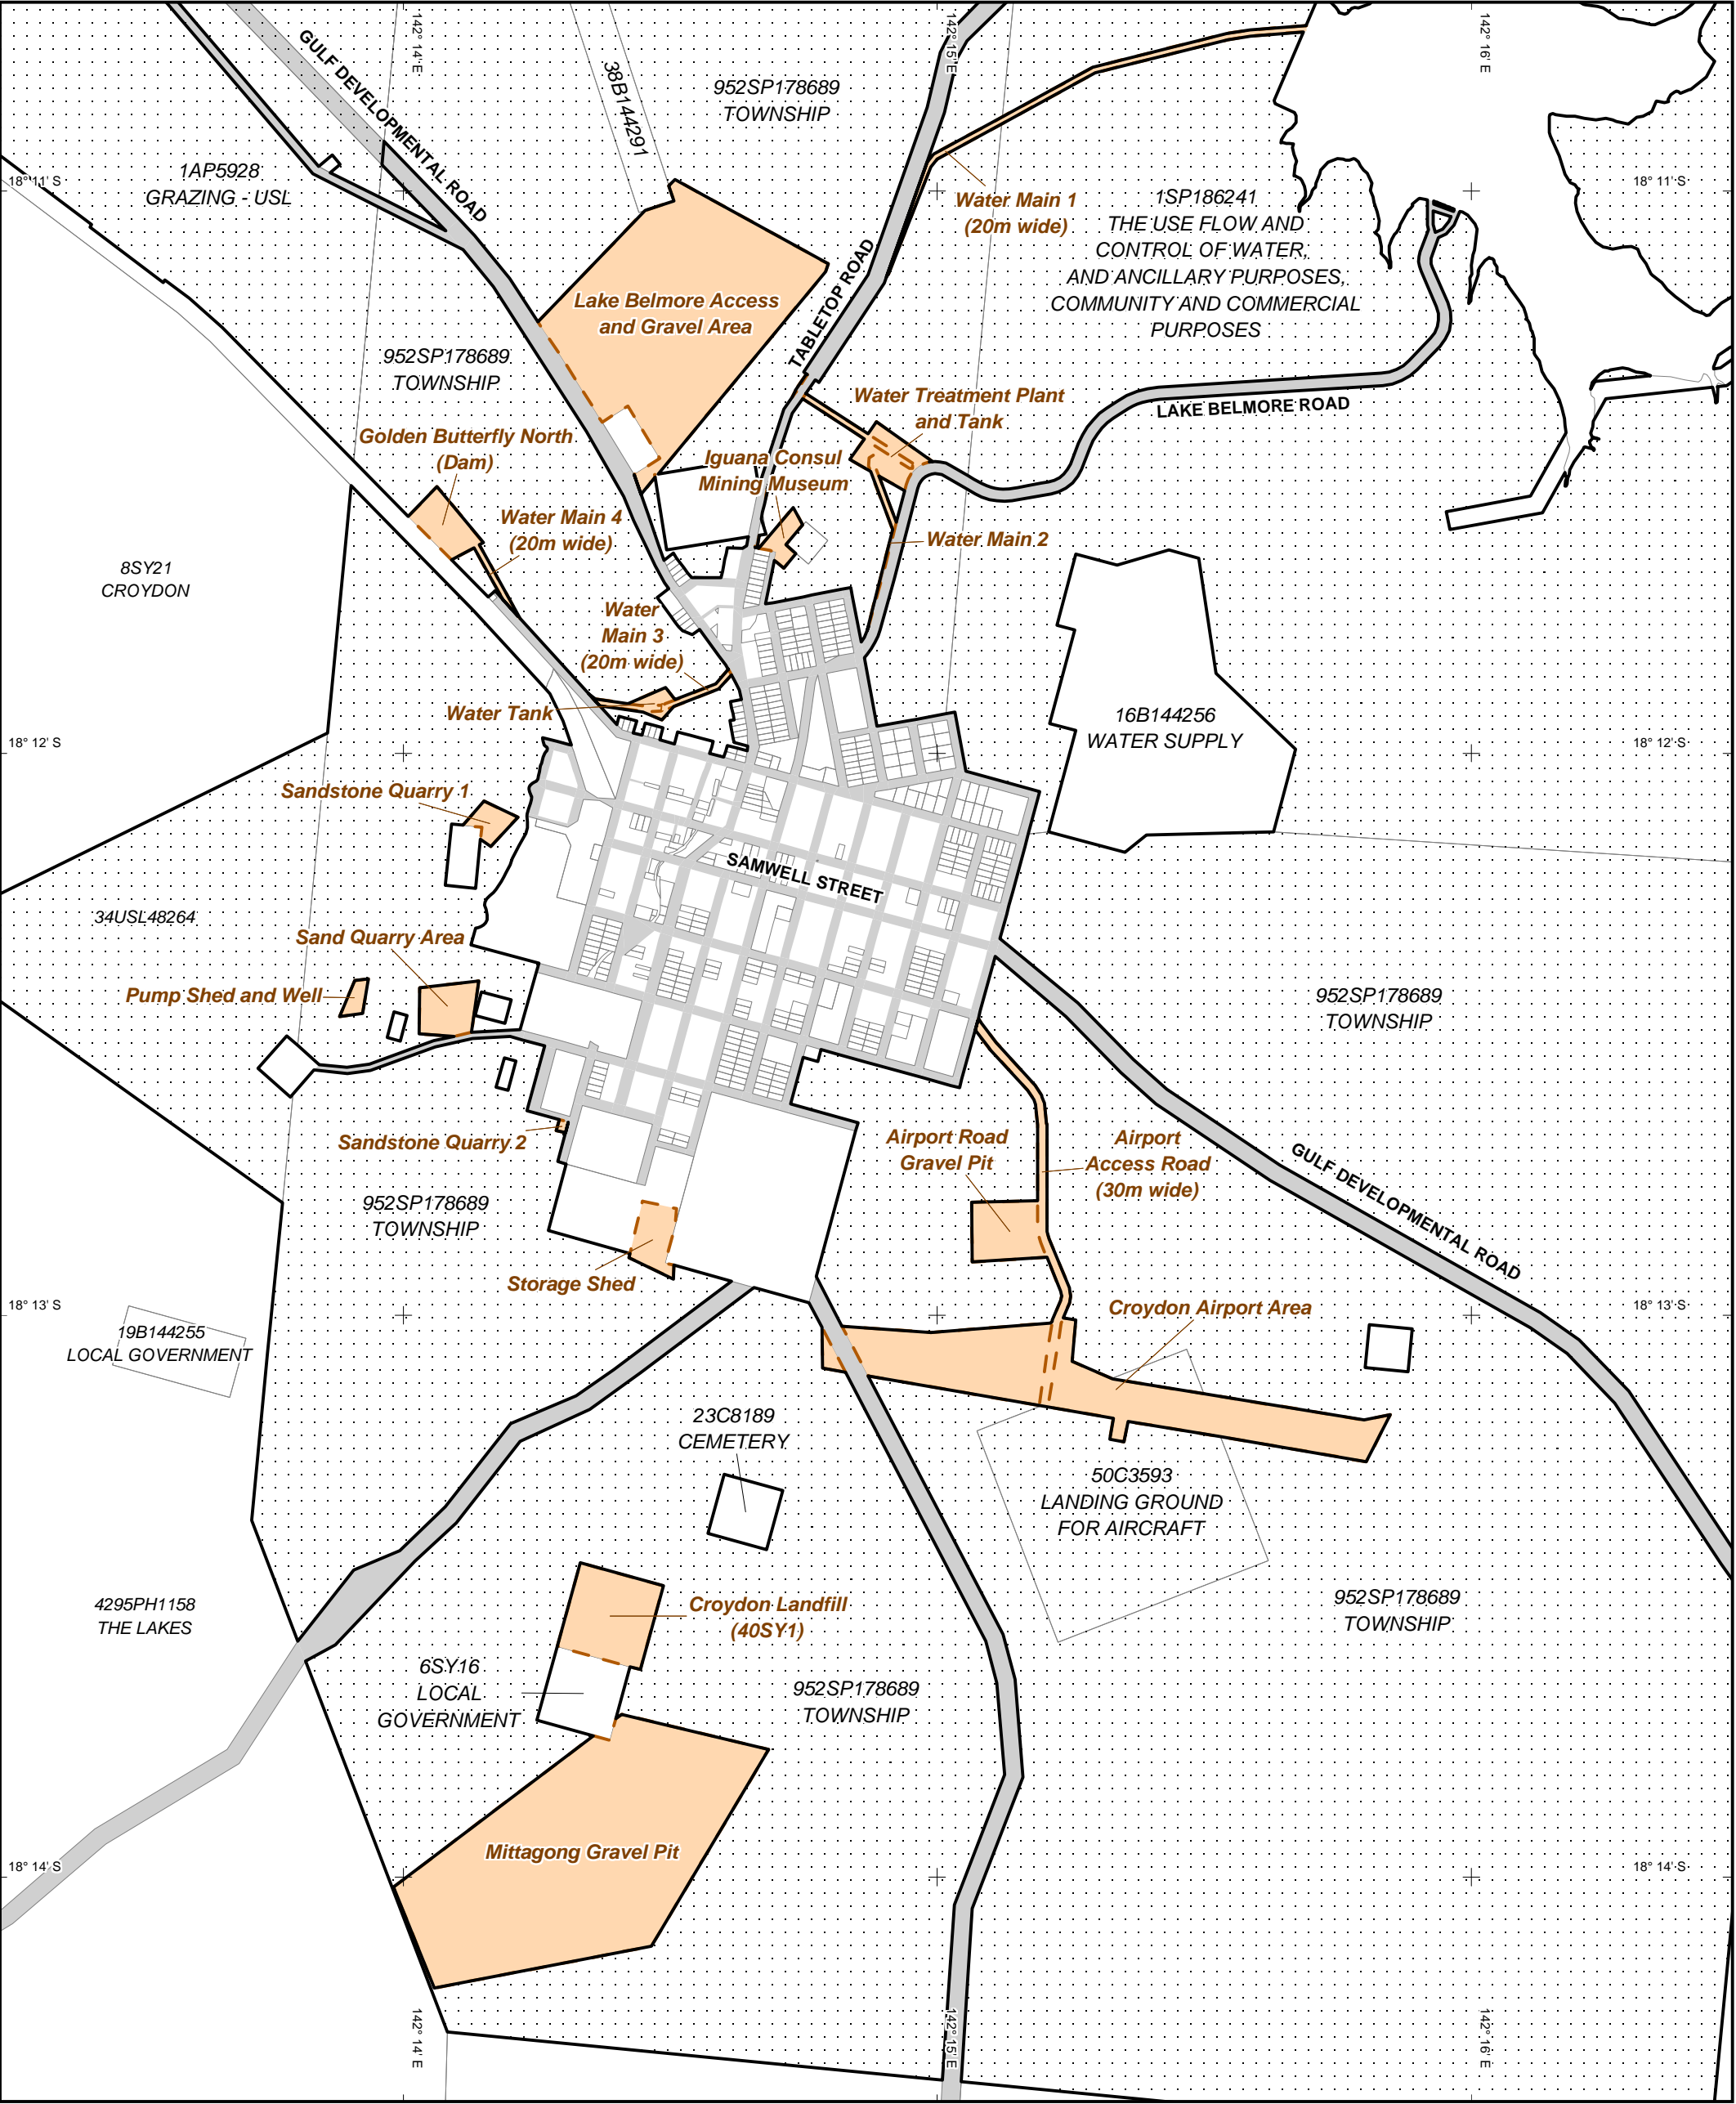 142° 14' E
142° 15' E
142° 16' E
GULF DEVELOPMENTAL ROAD
38B144291
952SP178689
TOWNSHIP
1AP5928
GRAZING - USL
18° 11' S
18° 11' S
Water Main 1
(20m wide)
1SP186241
THE USE FLOW AND
CONTROL OF WATER,
AND ANCILLARY PURPOSES,
COMMUNITY AND COMMERCIAL
PURPOSES
TABLETOP ROAD
Lake Belmore Access
and Gravel Area
952SP178689
TOWNSHIP
Water Treatment Plant
and Tank
LAKE BELMORE ROAD
Golden Butterfly North
(Dam)
Iguana Consul
Mining Museum
Water Main 4
(20m wide)
Water Main 2
8SY21
CROYDON
Water
Main 3
(20m wide)
Water Tank
16B144256
WATER SUPPLY
18° 12' S
18° 12' S
Sandstone Quarry 1
SAMWELL STREET
34USL48264
Sand Quarry Area
Pump Shed and Well
952SP178689
TOWNSHIP
Sandstone Quarry 2
Airport Road
Gravel Pit
Airport
Access Road
(30m wide)
GULF DEVELOPMENTAL ROAD
952SP178689
TOWNSHIP
Storage Shed
18° 13' S
18° 13' S
Croydon Airport Area
19B144255
LOCAL GOVERNMENT
23C8189
CEMETERY
50C3593
LANDING GROUND
FOR AIRCRAFT
4295PH1158
THE LAKES
Croydon Landfill
(40SY1)
952SP178689
TOWNSHIP
6SY16
LOCAL
GOVERNMENT
952SP178689
TOWNSHIP
Mittagong Gravel Pit
18° 14' S
18° 14' S
142° 14' E
142° 15' E
142° 16' E